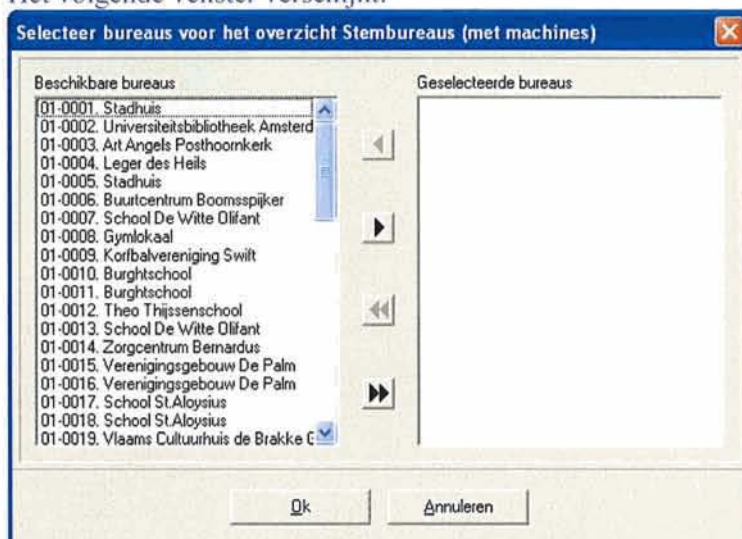 Het volgende venster verschijnt:
Selecteer bureaus voor het overzicht Stembureaus (met machines)
Beschikbare bureaus
01-0001. Stadhuis
01-0002. Universiteitsbibliotheek Amsterd
01-0003. Art Angels Posthoornkerk
01-0004. Leger des Heils
01-0005. Stadhuis
01-0006. Buurtcentrum Boomsspijker
01-0007. School De Witte Olifant
01-0008. Gymlokaal
01-0009. Korfbalvereniging Swift
01-0010. Burghtschool
01-0011. Burghtschool
01-0012. Theo Thijssenschool
01-0013. School De Witte Olifant
01-0014. Zorgcentrum Bernardus
01-0015. Verenigingsgebouw De Palm
01-0016. Verenigingsgebouw De Palm
01-0017. School St.Aloysius
01-0018. School St.Aloysius
01-0019. Vlaams Cultuurhuis de Brakke G
Geselecteerde bureaus
Ok
Annuleren